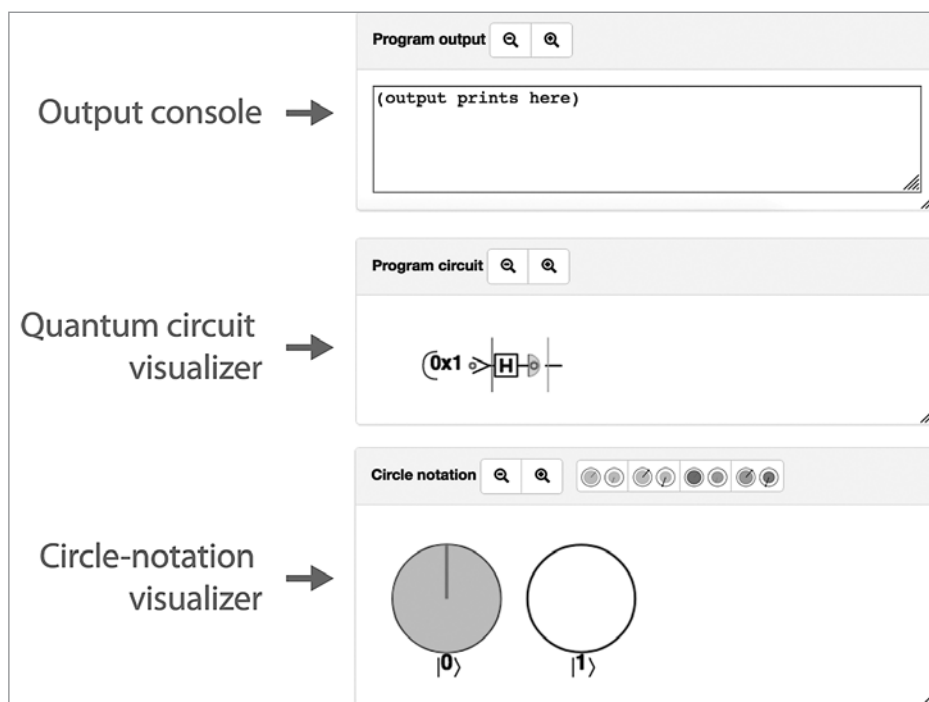 Program output
Output console
(output prints here)
Program circuit
Quantum circuit
visualizer
0x1 H
Circle notation
Circle-notation
visualizer
|0⟩ |1⟩